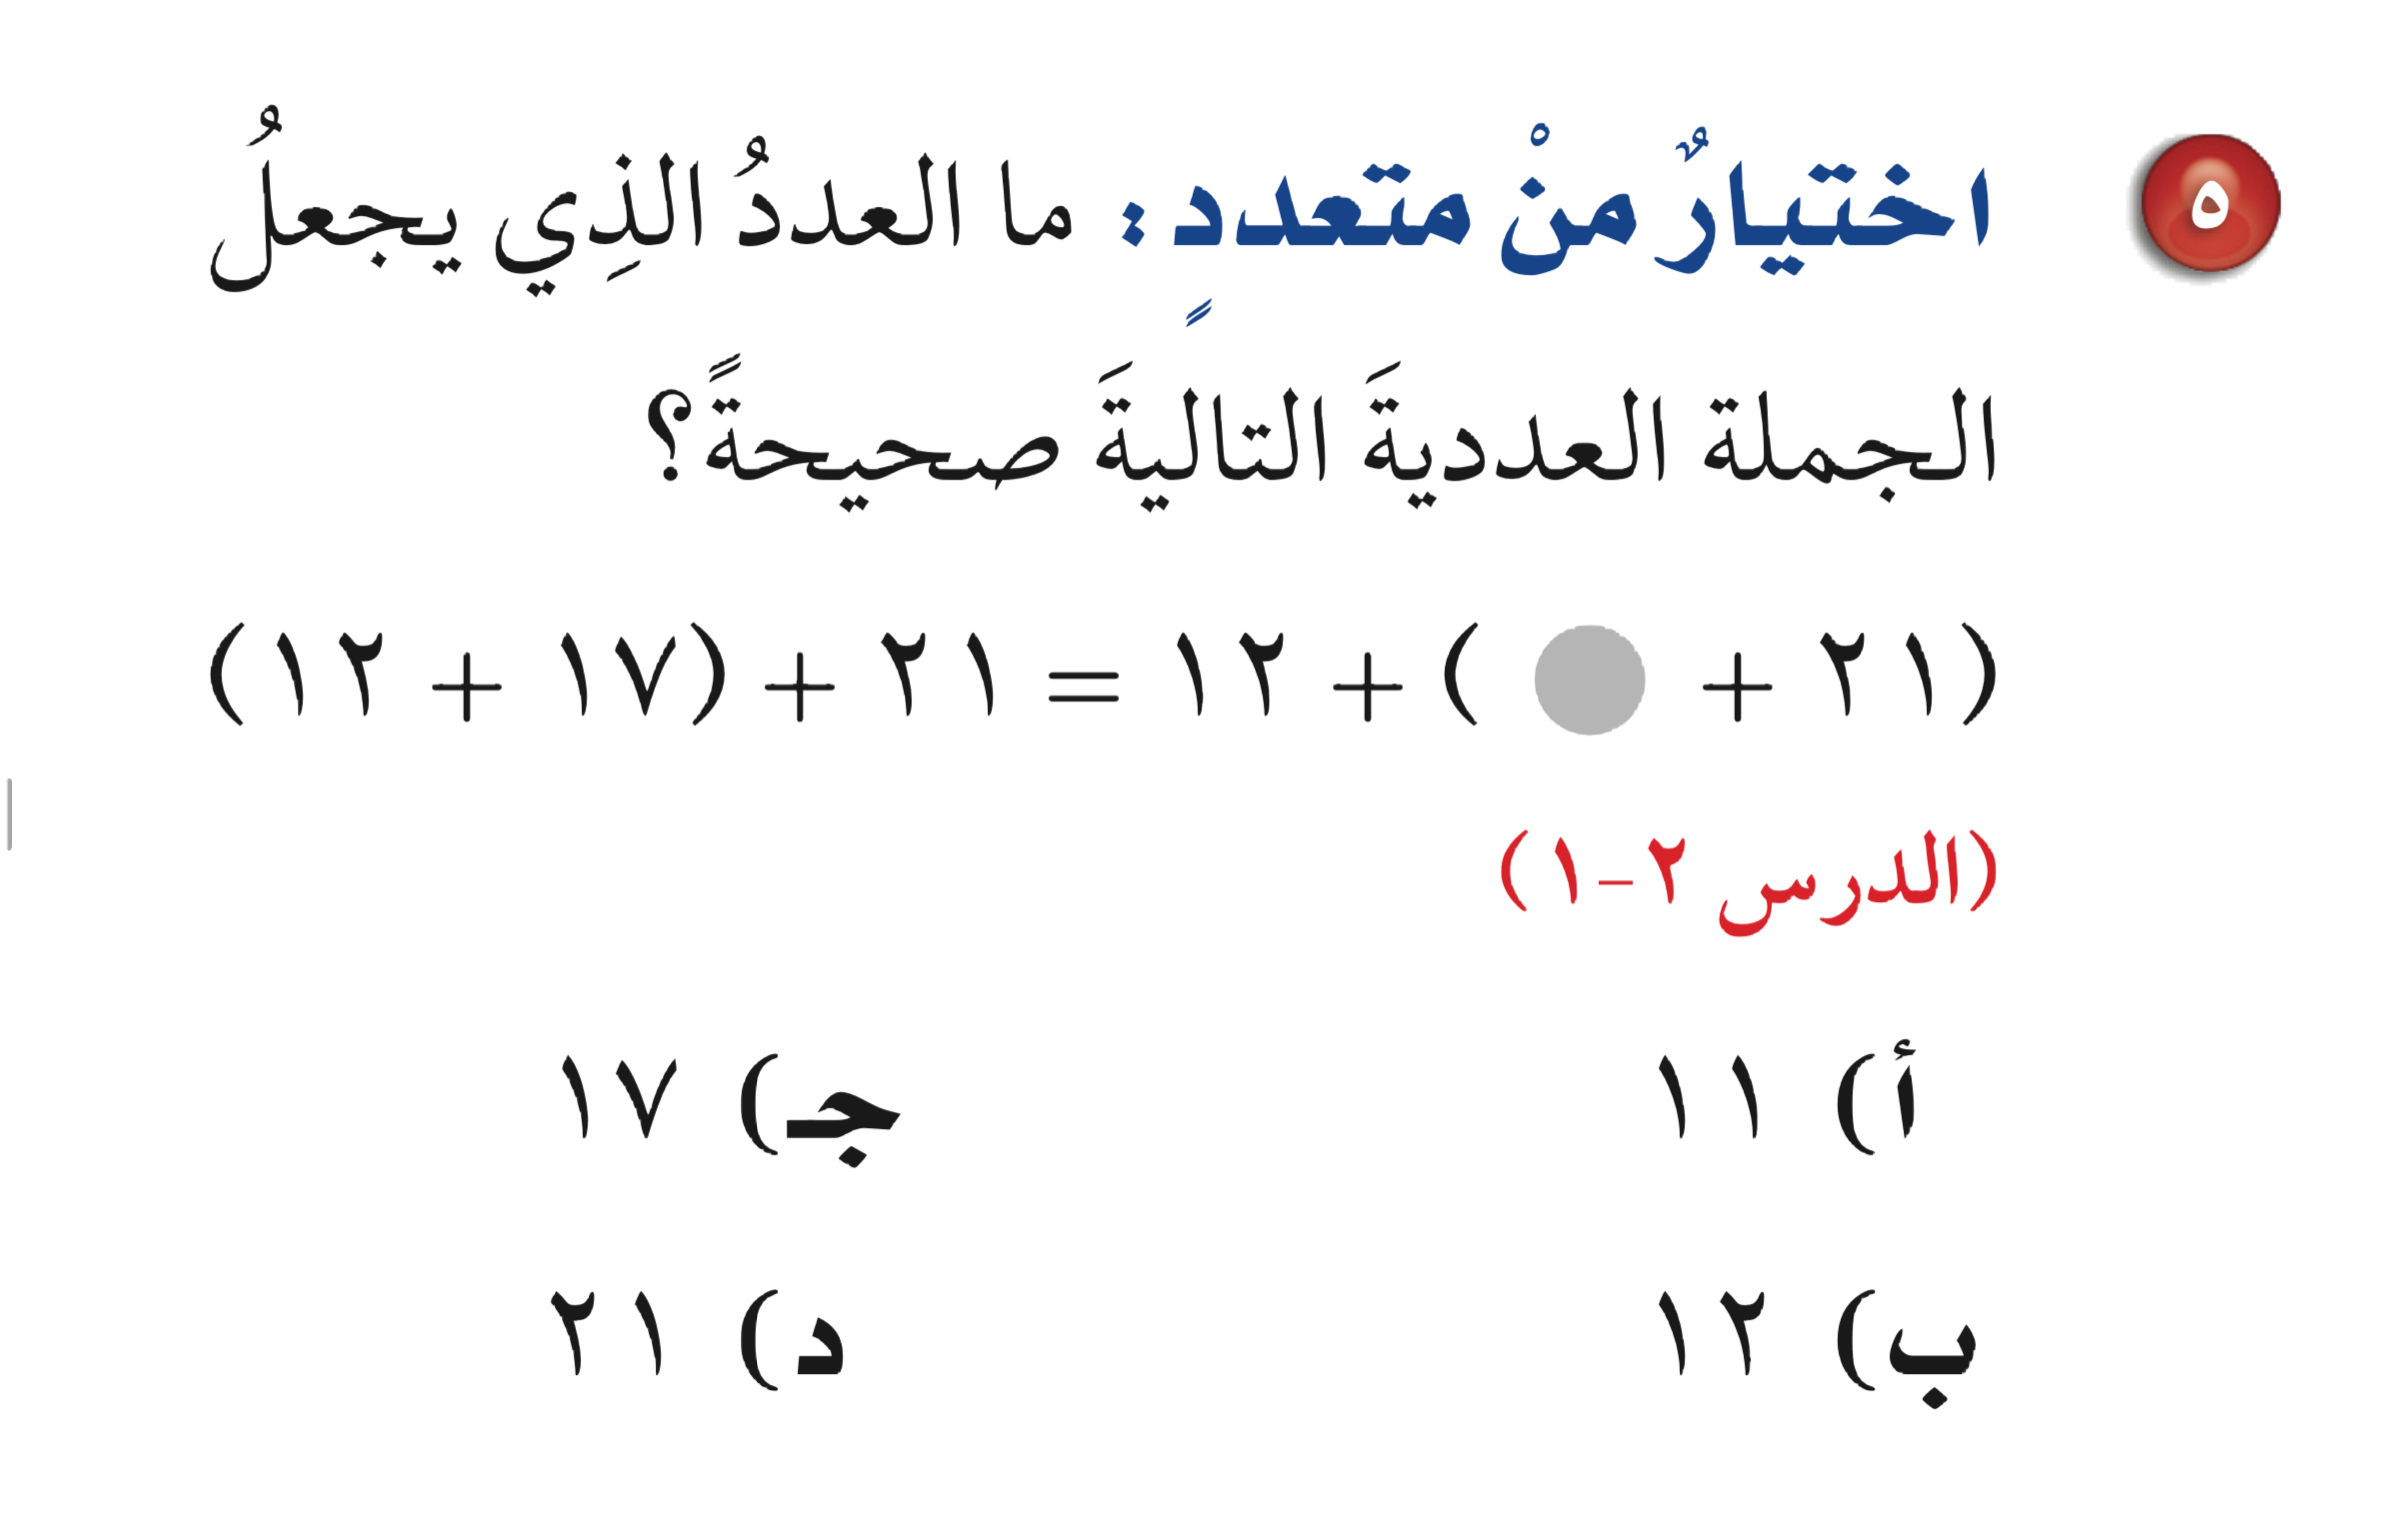 ٥ اختيارٌ منْ متعددٍ: ما العددُ الذِي يجعلُ
الجملة العدديةَ التاليةَ صحيحةً؟
(٢١ + ) + ١٢ = ٢١ + (١٧ + ١٢)
(الدرس ٢-١)
أ) ١١ جـ) ١٧
ب) ١٢ د) ٢١